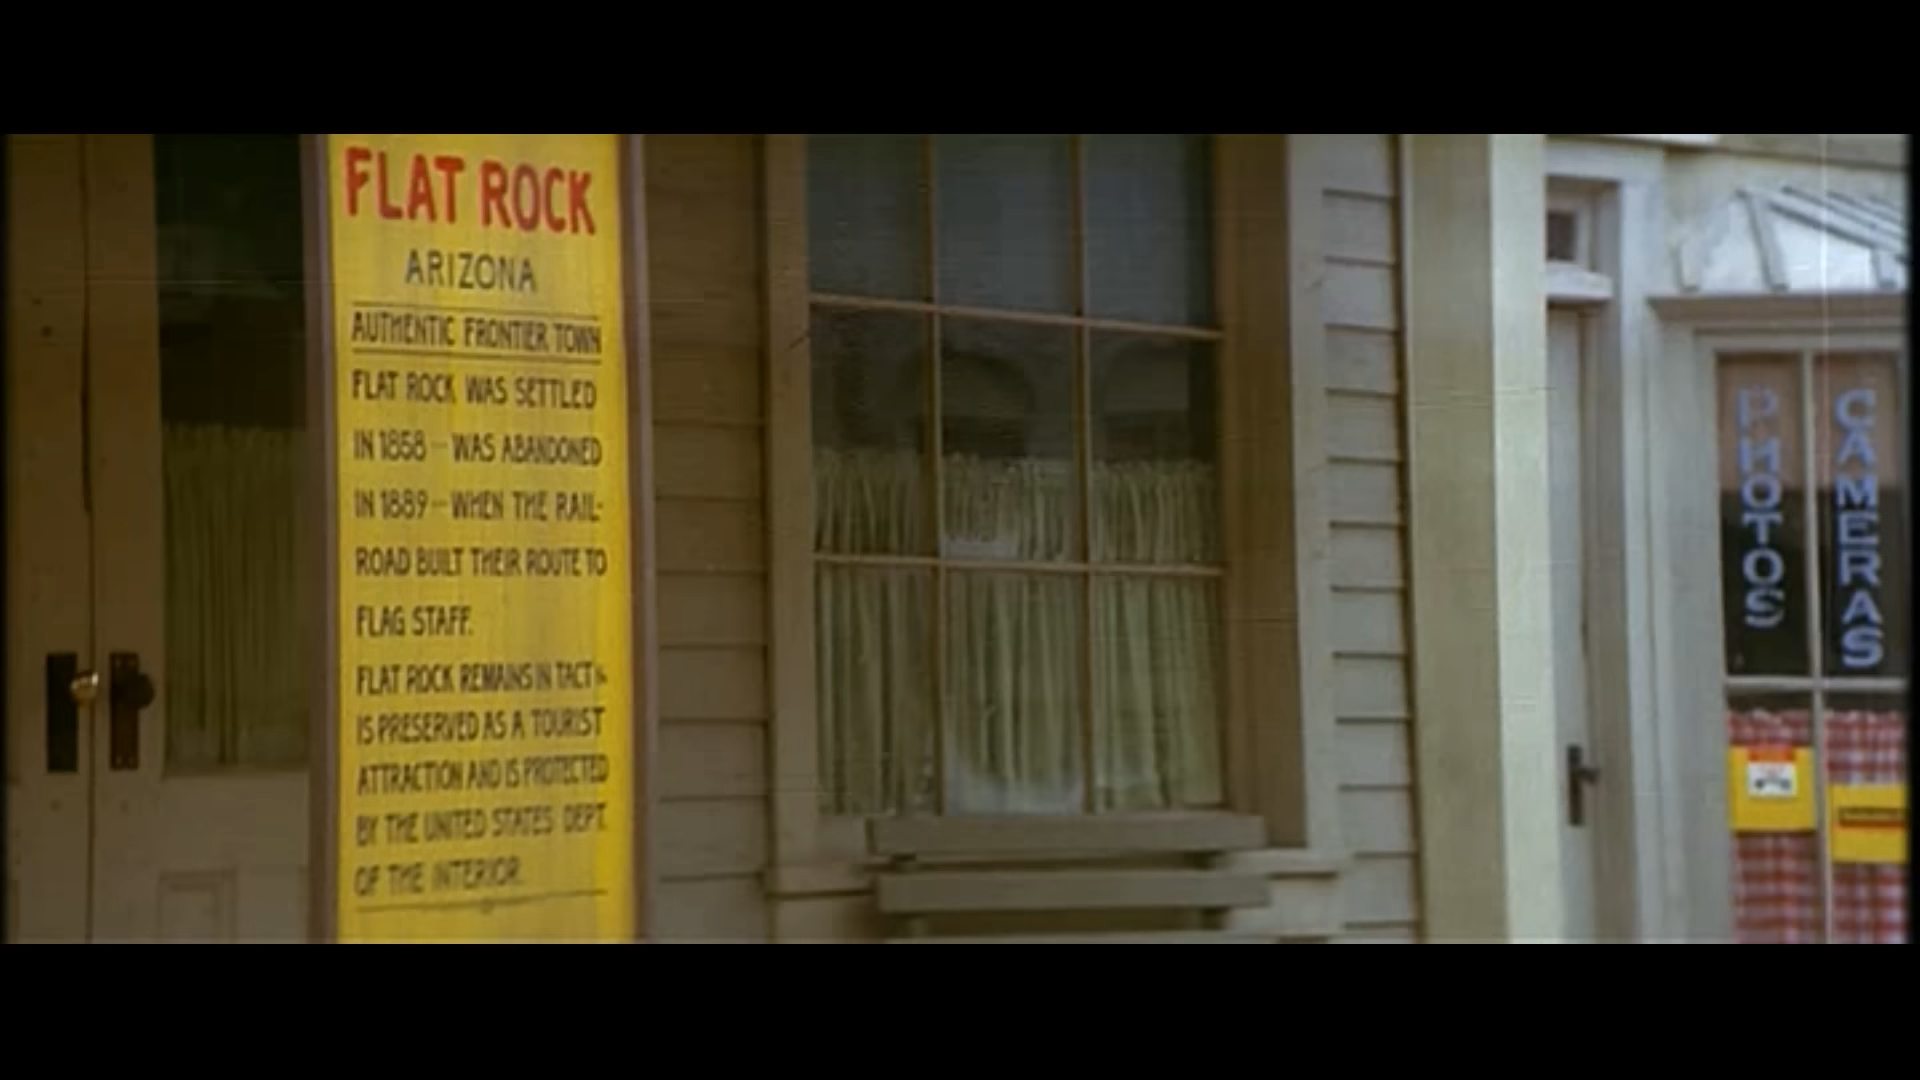 FLAT ROCK
ARIZONA
AUTHENTIC FRONTIER TOWN
FLAT ROCK WAS SETTLED
IN 1858 - WAS ABANDONED
IN 1889 - WHEN THE RAIL-
ROAD BUILT THEIR ROUTE TO
FLAG STAFF.
FLAT ROCK REMAINS IN TACT &
IS PRESERVED AS A TOURIST
ATTRACTION AND IS PROTECTED
BY THE UNITED STATES DEPT.
OF THE INTERIOR.
PHOTOS
CAMERAS